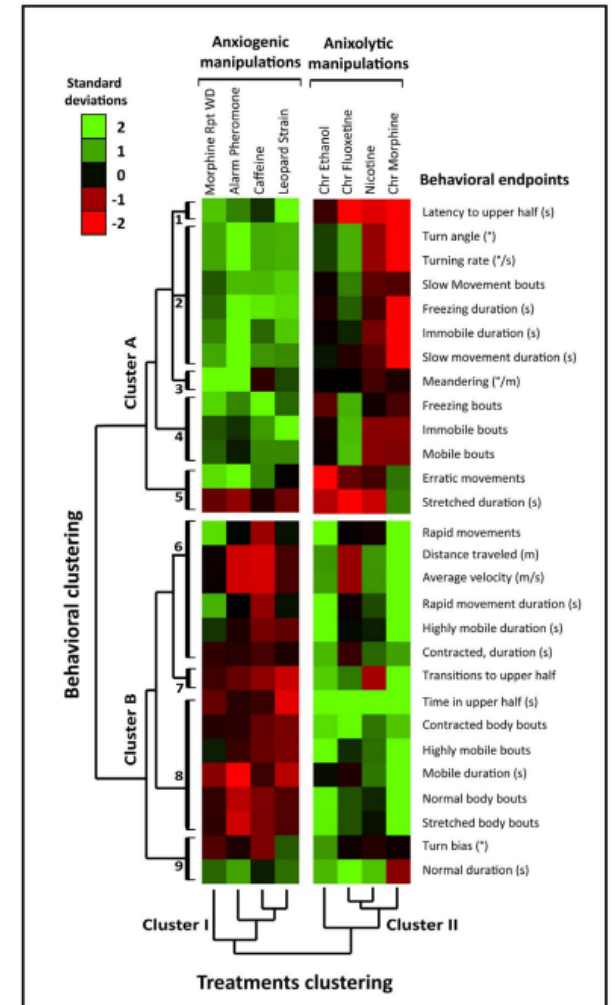 Anxiogenic
manipulations
Anixolytic
manipulations
Standard
deviations
2
1
0
-1
-2
Morphine Rpt WD
Alarm Pheromone
Caffeine
Leopard Strain
Chr Ethanol
Chr Fluoxetine
Nicotine
Chr Morphine
Behavioral endpoints
1
Latency to upper half (s)
Turn angle (°)
Turning rate (°/s)
Slow Movement bouts
2
Freezing duration (s)
Immobile duration (s)
Slow movement duration (s)
3
Meandering (°/m)
Freezing bouts
4
Immobile bouts
Mobile bouts
Erratic movements
5
Stretched duration (s)
Cluster A
Behavioral clustering
6
Rapid movements
Distance traveled (m)
Average velocity (m/s)
Rapid movement duration (s)
Highly mobile duration (s)
Contracted, duration (s)
7
Transitions to upper half
Time in upper half (s)
Contracted body bouts
Highly mobile bouts
8
Mobile duration (s)
Normal body bouts
Stretched body bouts
Turn bias (°)
9
Normal duration (s)
Cluster B
Cluster I
Cluster II
Treatments clustering